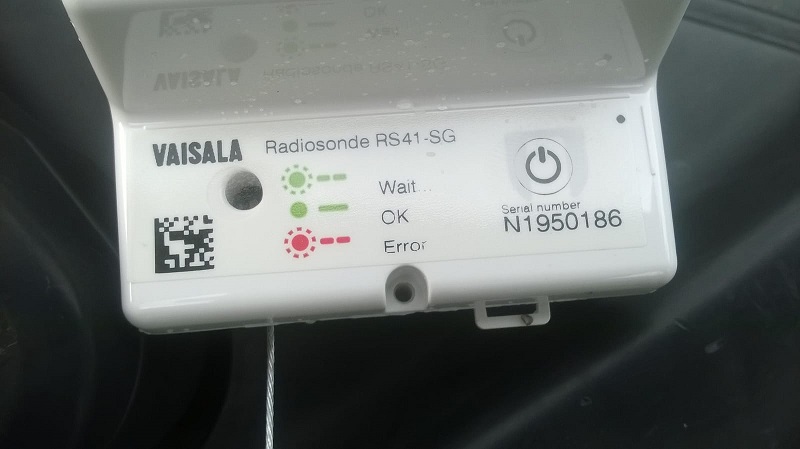 VAISALA Radiosonde RS41-SG
Wait...
OK
Error
Serial number
N1950186